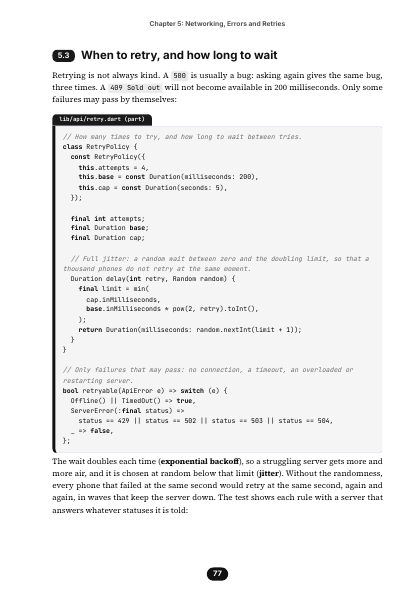 Chapter 5: Networking, Errors and Retries
5.3 When to retry, and how long to wait
Retrying is not always kind. A 500 is usually a bug: asking again gives the same bug,
three times. A 409 Sold out will not become available in 200 milliseconds. Only some
failures may pass by themselves:
lib/api/retry.dart (part)
// How many times to try, and how long to wait between tries.
class RetryPolicy {
  const RetryPolicy({
    this.attempts = 4,
    this.base = const Duration(milliseconds: 200),
    this.cap = const Duration(seconds: 5),
  });
  final int attempts;
  final Duration base;
  final Duration cap;
  // Full jitter: a random wait between zero and the doubling limit, so that a
thousand phones do not retry at the same moment.
  Duration delay(int retry, Random random) {
    final limit = min(
      cap.inMilliseconds,
      base.inMilliseconds * pow(2, retry).toInt(),
    );
    return Duration(milliseconds: random.nextInt(limit + 1));
  }
}
// Only failures that may pass: no connection, a timeout, an overloaded or
restarting server.
bool retryable(ApiError e) => switch (e) {
  Offline() || TimedOut() => true,
  ServerError(:final status) =>
    status == 429 || status == 502 || status == 503 || status == 504,
  _ => false,
};
The wait doubles each time (exponential backoff), so a struggling server gets more and
more air, and it is chosen at random below that limit (jitter). Without the randomness,
every phone that failed at the same second would retry at the same second, again and
again, in waves that keep the server down. The test shows each rule with a server that
answers whatever statuses it is told:
77